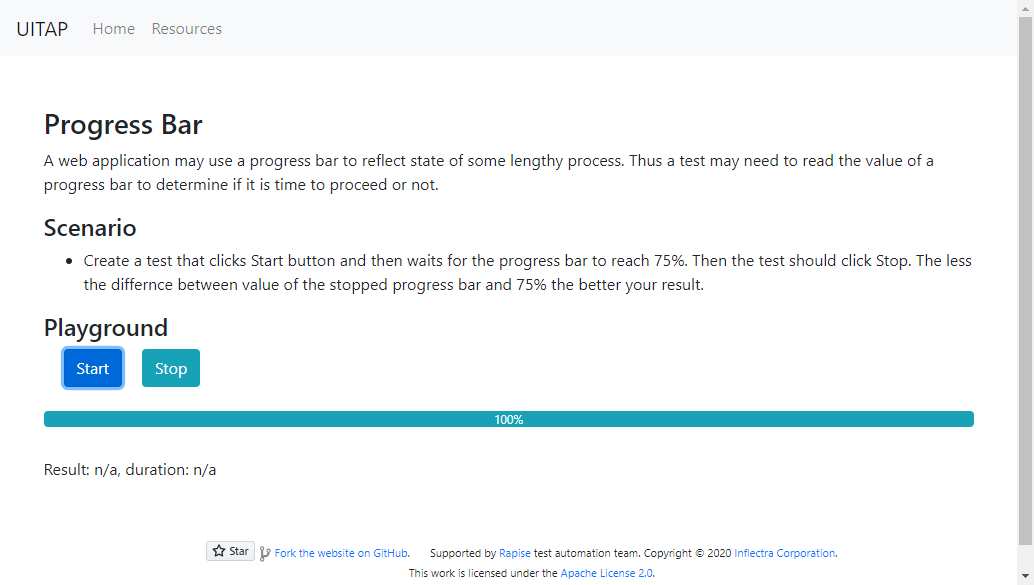 UITAP Home Resources
Progress Bar
A web application may use a progress bar to reflect state of some lengthy process. Thus a test may need to read the value of a
progress bar to determine if it is time to proceed or not.
Scenario
• Create a test that clicks Start button and then waits for the progress bar to reach 75%. Then the test should click Stop. The less
the differnce between value of the stopped progress bar and 75% the better your result.
Playground
Start Stop
100%
Result: n/a, duration: n/a
Star Fork the website on GitHub. Supported by Rapise test automation team. Copyright © 2020 Inflectra Corporation.
This work is licensed under the Apache License 2.0.